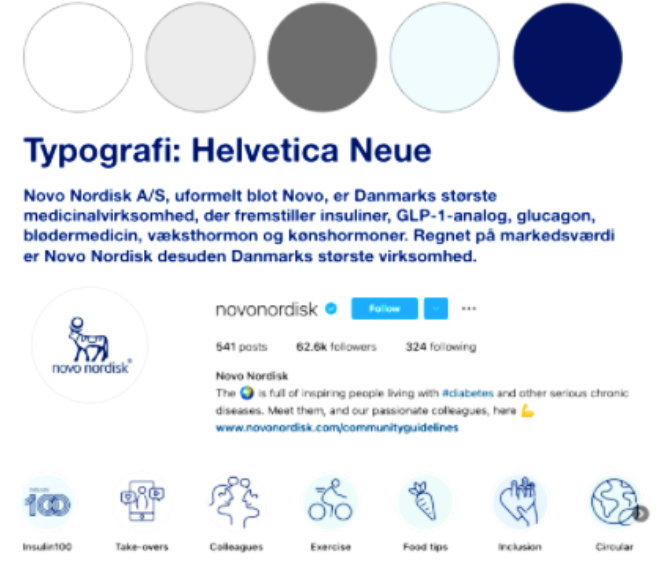 Typografi: Helvetica Neue
Novo Nordisk A/S, uformelt blot Novo, er Danmarks største
medicinalvirksomhed, der fremstiller insuliner, GLP-1-analog, glucagon,
blødermedicin, væksthormon og kønshormoner. Regnet på markedsværdi
er Novo Nordisk desuden Danmarks største virksomhed.
novonordisk Follow
541 posts 62.6k followers 324 following
novo nordisk®
Novo Nordisk
The 🌍 is full of inspiring people living with #diabetes and other serious chronic
diseases. Meet them, and our passionate colleagues, here 💪
www.novonordisk.com/communityguidelines
100
Insulin100 Take-overs Colleagues Exercise Food tips Inclusion Circular